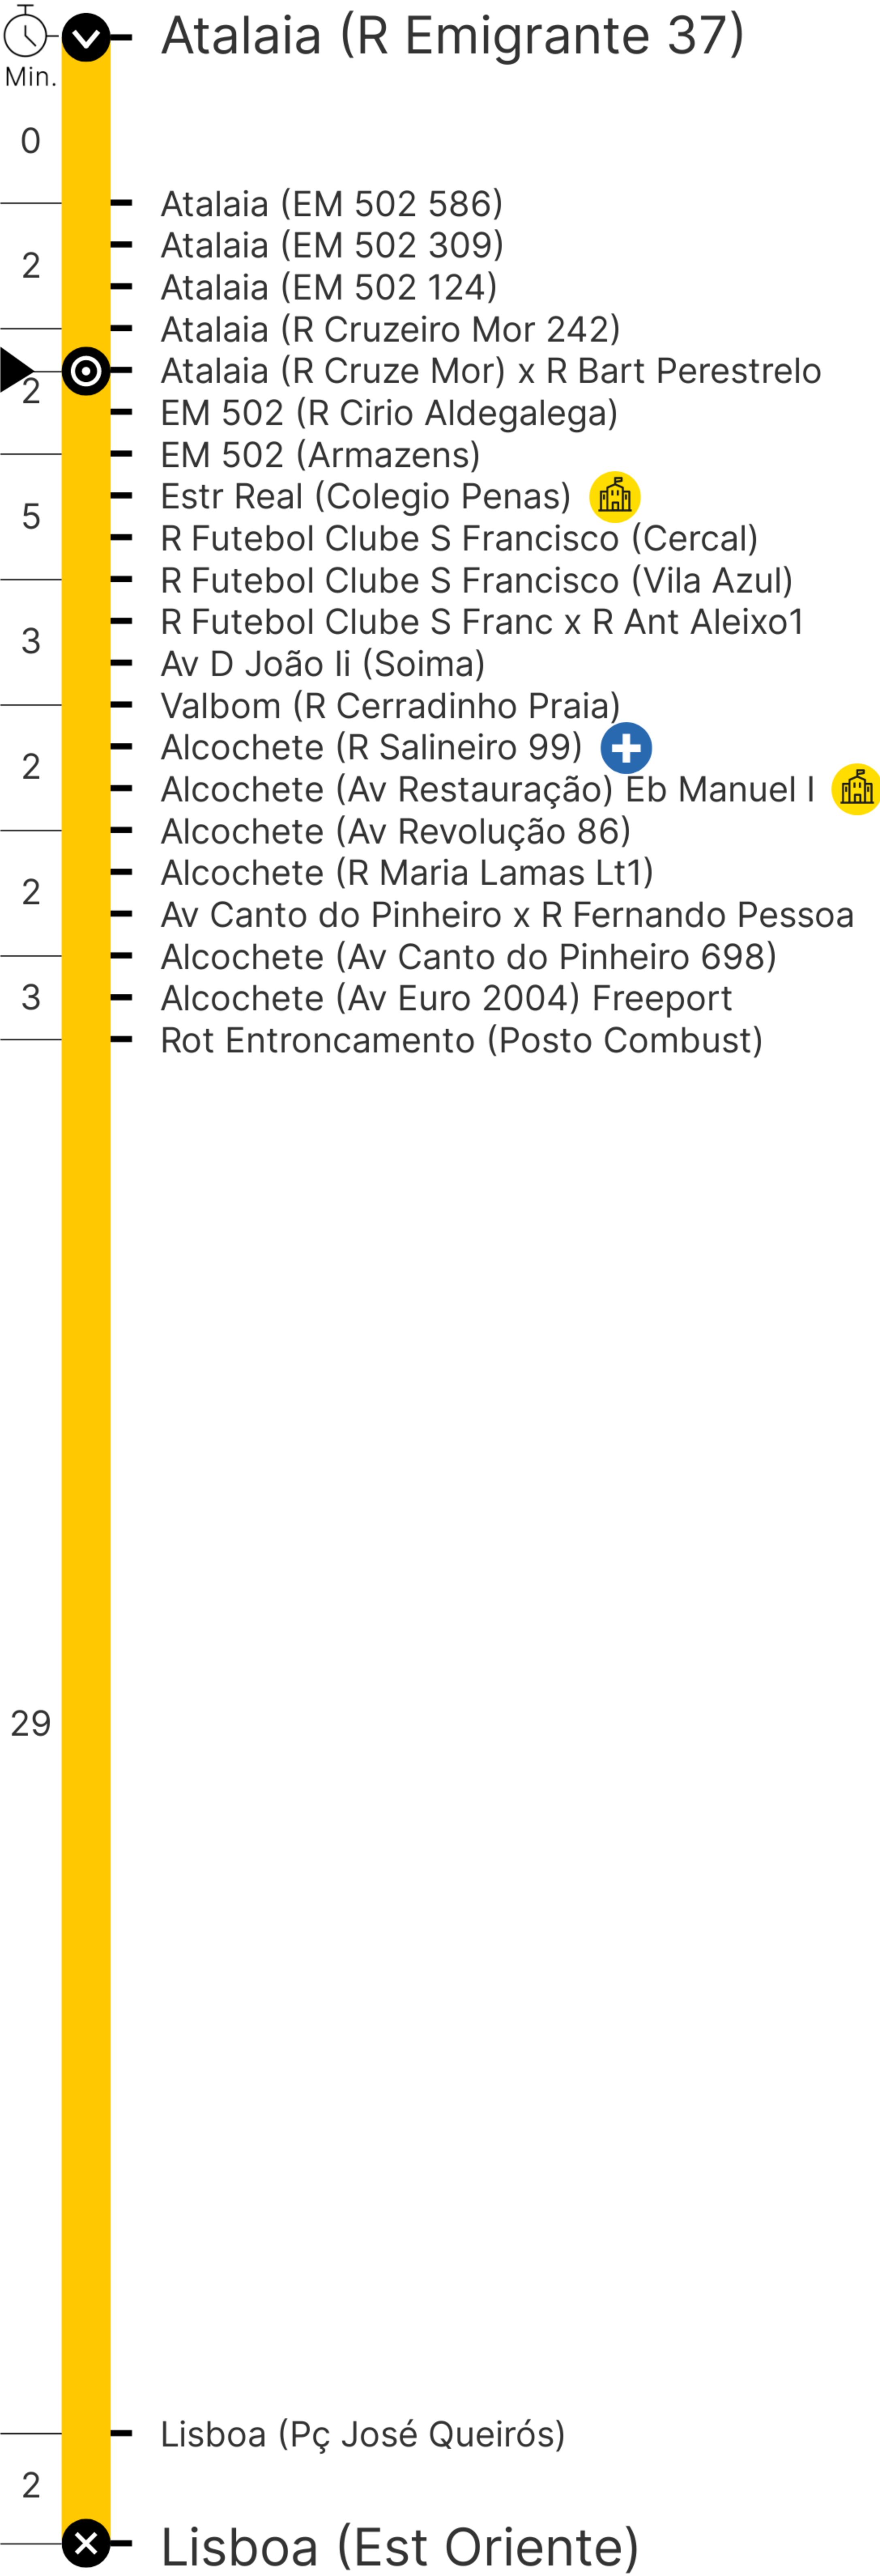 Atalaia (R Emigrante 37)
Min.
0
Atalaia (EM 502 586)
Atalaia (EM 502 309)
2
Atalaia (EM 502 124)
Atalaia (R Cruzeiro Mor 242)
Atalaia (R Cruze Mor) x R Bart Perestrelo
2
EM 502 (R Cirio Aldegalega)
EM 502 (Armazens)
Estr Real (Colegio Penas)
5
R Futebol Clube S Francisco (Cercal)
R Futebol Clube S Francisco (Vila Azul)
R Futebol Clube S Franc x R Ant Aleixo1
3
Av D João Ii (Soima)
Valbom (R Cerradinho Praia)
Alcochete (R Salineiro 99)
2
Alcochete (Av Restauração) Eb Manuel I
Alcochete (Av Revolução 86)
Alcochete (R Maria Lamas Lt1)
2
Av Canto do Pinheiro x R Fernando Pessoa
Alcochete (Av Canto do Pinheiro 698)
3
Alcochete (Av Euro 2004) Freeport
Rot Entroncamento (Posto Combust)
29
Lisboa (Pç José Queirós)
2
Lisboa (Est Oriente)